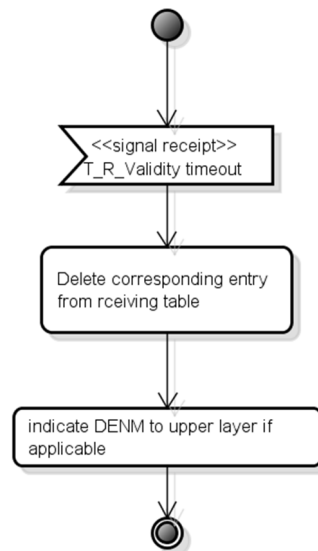 <<signal receipt>>
T_R_Validity timeout
Delete corresponding entry
from rceiving table
indicate DENM to upper layer if
applicable